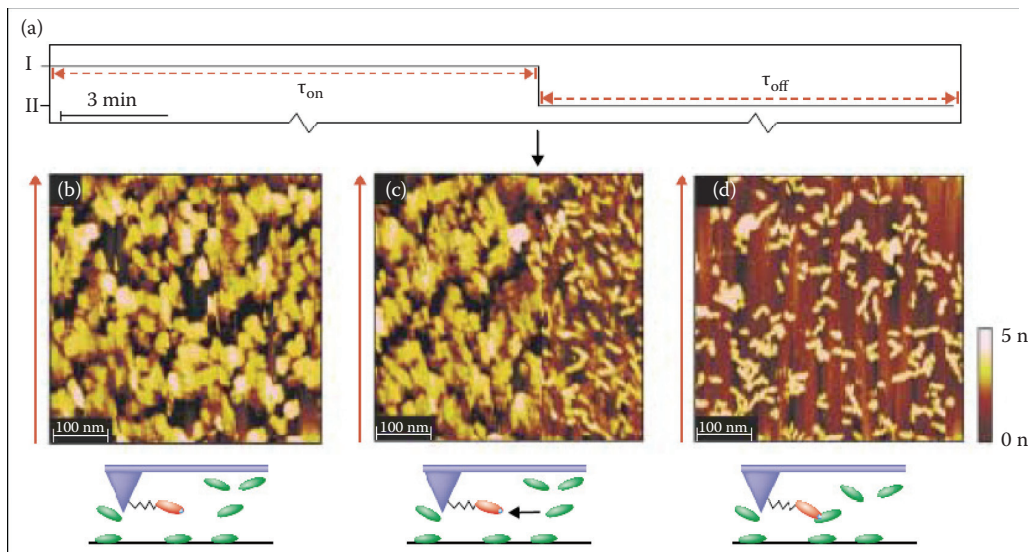 (a)
I
τon
τoff
II
3 min
(b)
(c)
(d)
5 n
0 n
100 nm
100 nm
100 nm